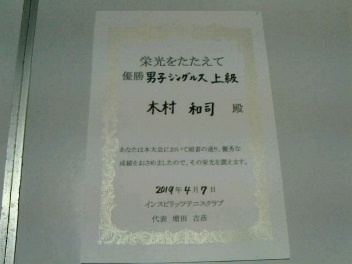 栄光をたたえて
優勝 男子シングルス 上級
木村 和司 殿
あなたは本大会において頭書の通り、優秀な
成績をおさめましたので、その栄光を讃えます。
2019年4月7日
インスピリッツテニスクラブ
代表 増田 吉彦